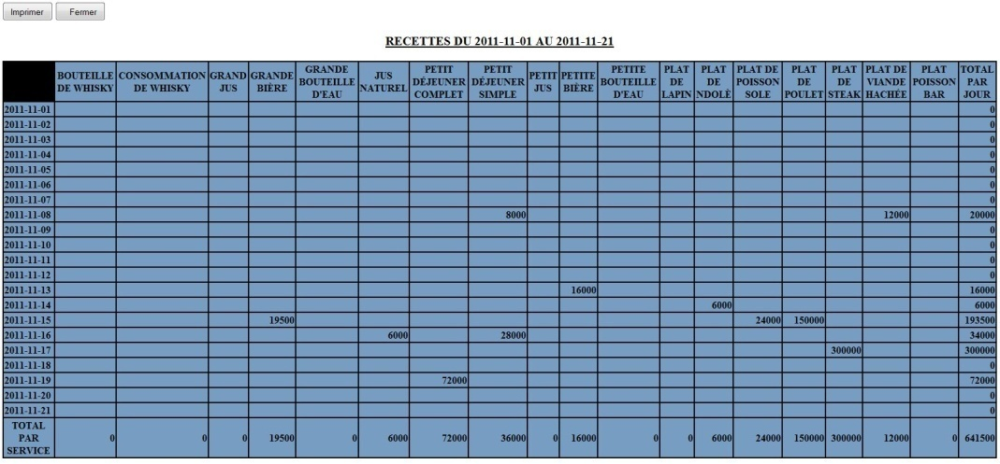 Imprimer Fermer
RECETTES DU 2011-11-01 AU 2011-11-21
BOUTEILLE DE WHISKY CONSOMMATION DE WHISKY GRAND JUS GRANDE BIÈRE GRANDE BOUTEILLE D'EAU JUS NATUREL PETIT DÉJEUNER COMPLET PETIT DÉJEUNER SIMPLE PETIT JUS PETITE BIÈRE PETITE BOUTEILLE D'EAU PLAT DE LAPIN PLAT DE NDOLÈ PLAT DE POISSON SOLE PLAT DE POULET PLAT DE STEAK PLAT DE VIANDE HACHÉE PLAT POISSON BAR TOTAL PAR JOUR
2011-11-01 0
2011-11-02 0
2011-11-03 0
2011-11-04 0
2011-11-05 0
2011-11-06 0
2011-11-07 0
2011-11-08 8000 12000 20000
2011-11-09 0
2011-11-10 0
2011-11-11 0
2011-11-12 0
2011-11-13 16000 16000
2011-11-14 6000 6000
2011-11-15 19500 24000 150000 193500
2011-11-16 6000 28000 34000
2011-11-17 300000 300000
2011-11-18 0
2011-11-19 72000 72000
2011-11-20 0
2011-11-21 0
TOTAL PAR SERVICE 0 0 0 19500 0 6000 72000 36000 0 16000 0 0 6000 24000 150000 300000 12000 0 641500